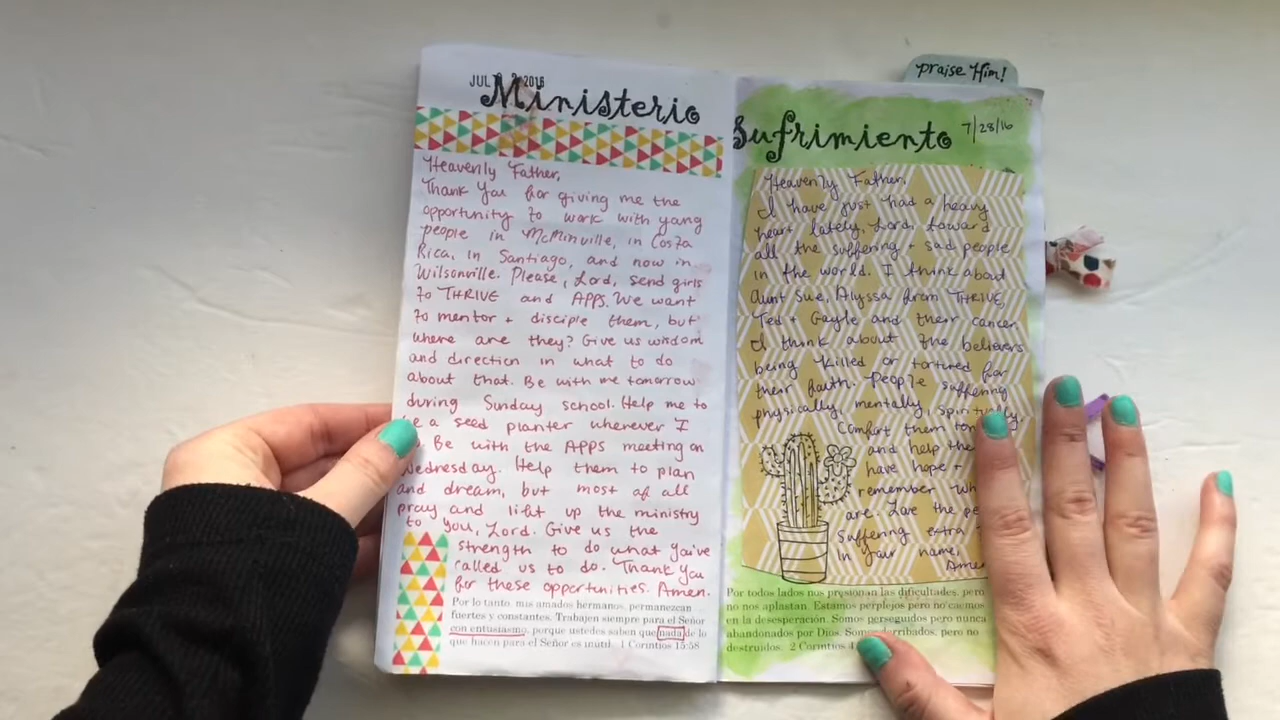 JUL 2016
Ministerio
Heavenly Father,
Thank You for giving me the
opportunity to work with young
people in McMinville, in Costa
Rica, in Santiago, and now in
Wilsonville. Please, Lord, send girls
to THRIVE and APPS. We want
to mentor + disciple them, but
where are they? Give us wisdom
and direction in what to do
about that. Be with me tomorrow
during Sunday school. Help me to
be a seed planter wherever I
Be with the APPS meeting on
Wednesday. Help them to plan
and dream, but most of all
pray and lift up the ministry
to you, Lord. Give us the
strength to do what you've
called us to do. Thank You
for these opportunities. Amen.
Por lo tanto, mis amados hermanos, permanezcan
fuertes y constantes. Trabajen siempre para el Señor
con entusiasmo, porque ustedes saben que nada de lo
que hacen para el Señor es inútil. 1 Corintios 15:58
praise Him!
Sufrimiento 7/28/16
Heavenly Father,
I have just had a heavy
heart lately, Lord, toward
all the suffering + sad people
in the world. I think about
Aunt Sue, Alyssa from THRIVE,
Ted + Gayle and their cancer.
I think about the believers
being killed or tortured for
their faith. People suffering
physically, mentally, spiritually.
Comfort them
and help the
have hope +
remember
are. Love the
suffering extra
In your name,
Amen
Por todos lados nos presionan las dificultades, pero
no nos aplastan. Estamos perplejos pero no caemos
en la desesperación. Somos perseguidos pero nunca
abandonados por Dios. Somos derribados, pero no
destruidos. 2 Corintios 4